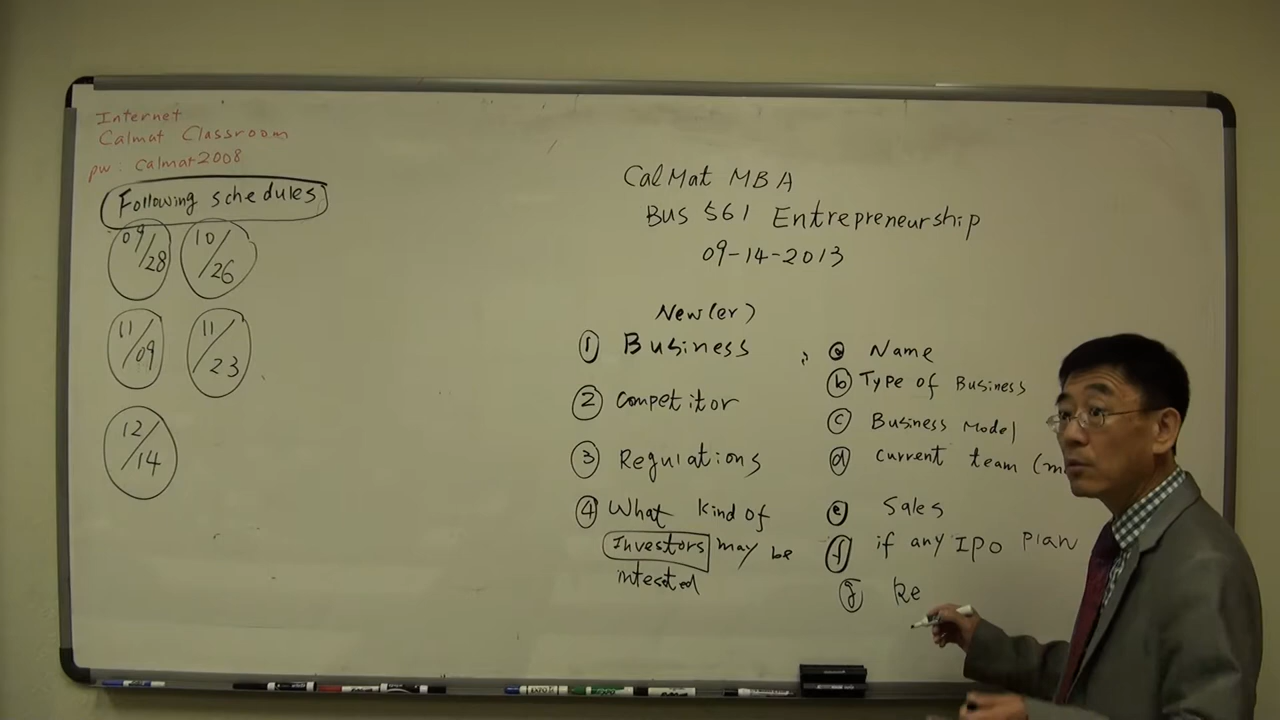 Internet
Calmat Classroom
pw: Calmat2008
Following schedules
09/28
10/26
11/09
11/23
12/14
CalMat MBA
Bus 561 Entrepreneurship
09-14-2013
New(er)
① Business
② Competitor
③ Regulations
④ What kind of
Investors may be
interested
ⓐ Name
ⓑ Type of Business
ⓒ Business Model
ⓓ Current team (m
ⓔ Sales
ⓕ if any IPO Plan
ⓖ Re
EXPO